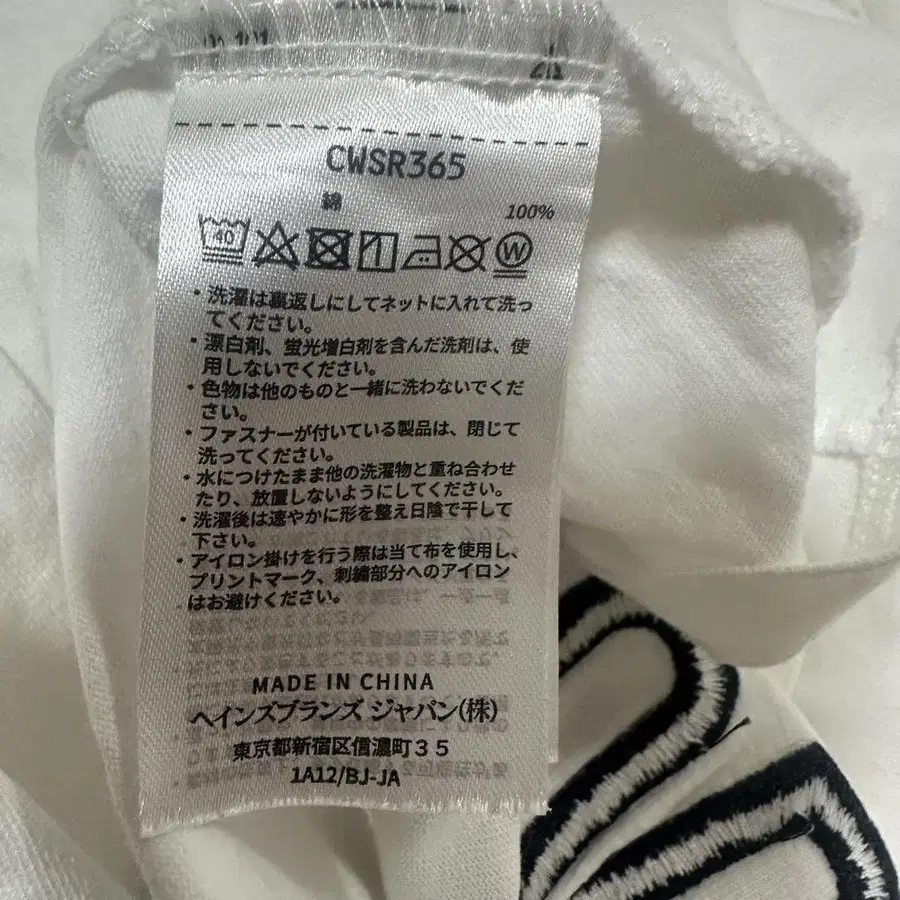 CWSR365
綿
100%
40
W
・洗濯は裏返しにしてネットに入れて洗っ
てください。
・漂白剤、蛍光増白剤を含んだ洗剤は、使
用しないでください。
・色物は他のものと一緒に洗わないでくだ
さい。
・ファスナーが付いている製品は、閉じて
洗ってください。
・水につけたまま他の洗濯物と重ね合わせ
たり、放置しないようにしてください。
・洗濯後は速やかに形を整え日陰で干して
下さい。
・アイロン掛けを行う際は当て布を使用し、
プリントマーク、刺繍部分へのアイロン
はお避けください。
MADE IN CHINA
ヘインズブランズ ジャパン(株)
東京都新宿区信濃町35
1A12/BJ-JA